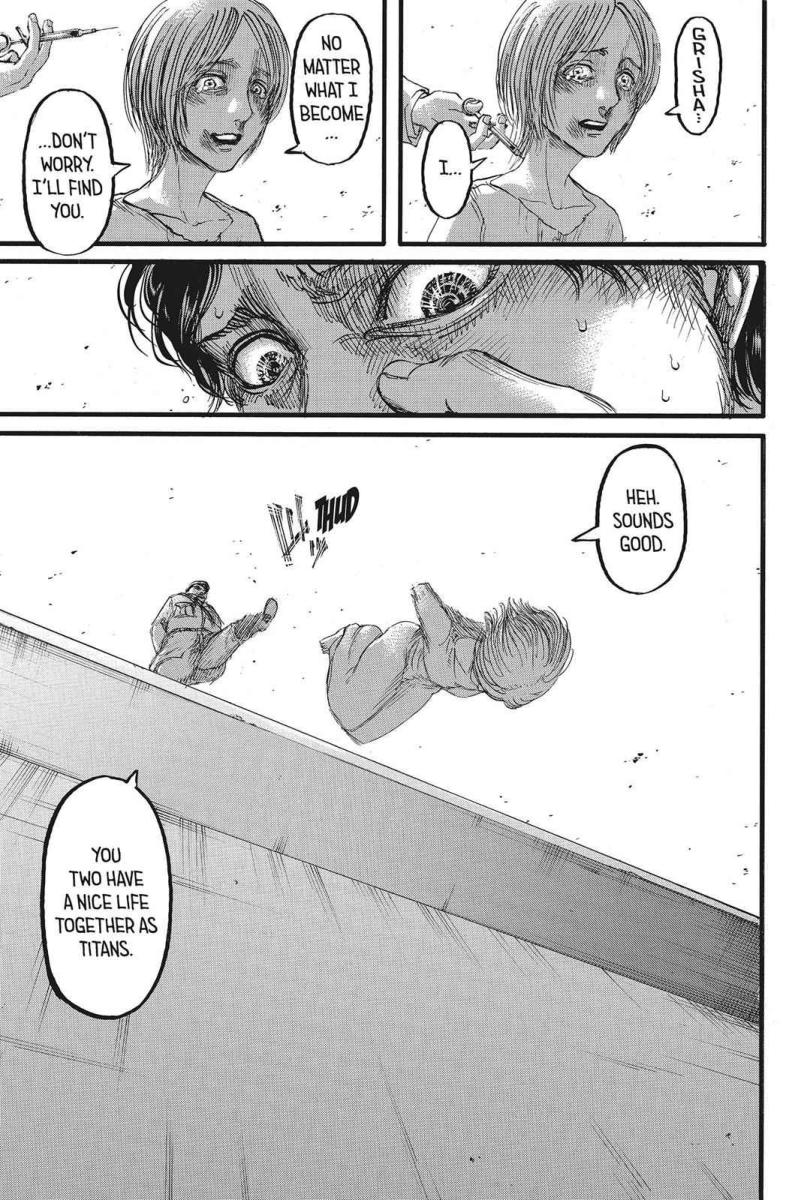 GRISHA...
I...
NO
MATTER
WHAT I
BECOME
...
...DON'T
WORRY.
I'LL FIND
YOU.
HEH.
SOUNDS
GOOD.
THUD
YOU
TWO HAVE
A NICE LIFE
TOGETHER AS
TITANS.